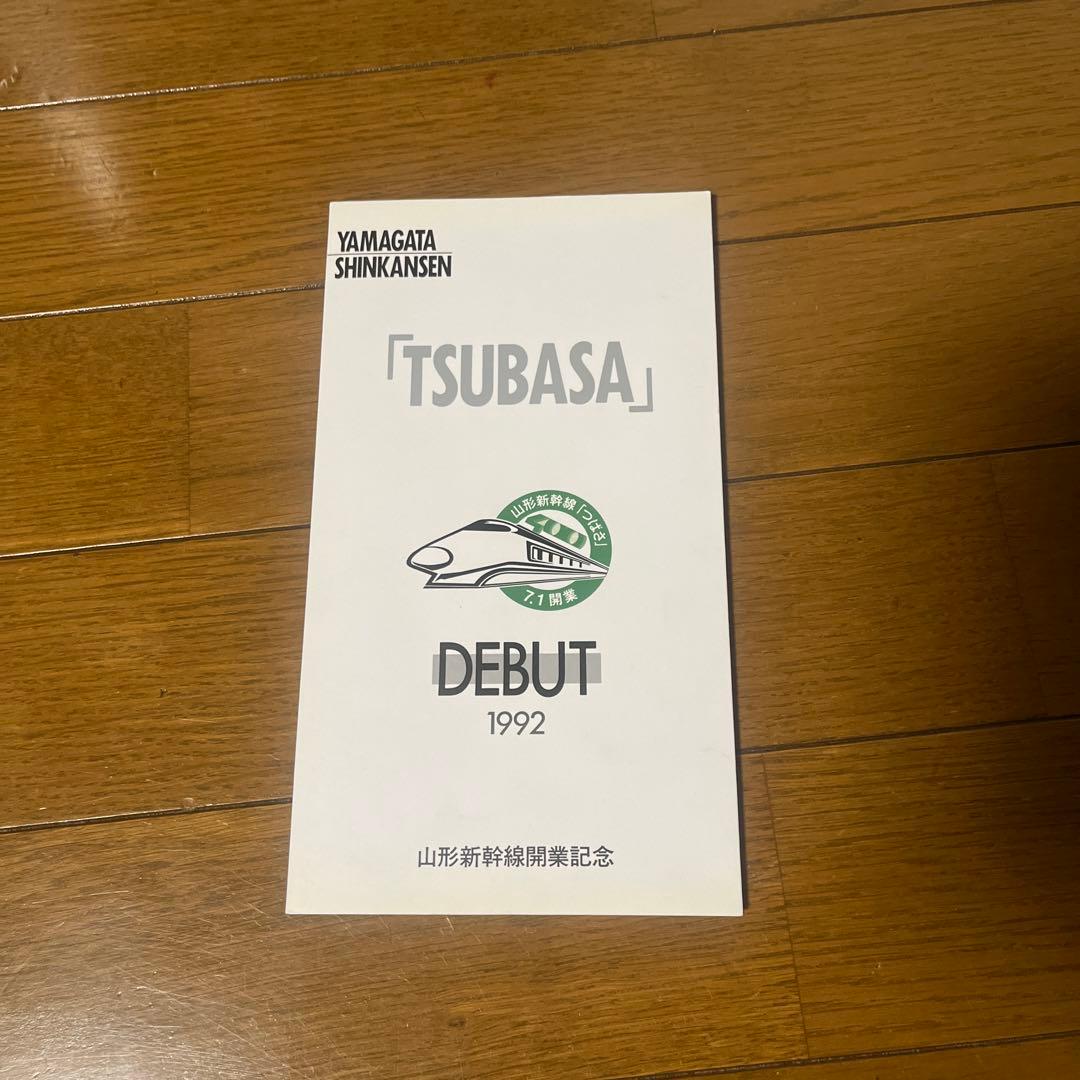 YAMAGATA
SHINKANSEN
「TSUBASA」
山形新幹線「つばさ」
400
7.1 開業
DEBUT
1992
山形新幹線開業記念